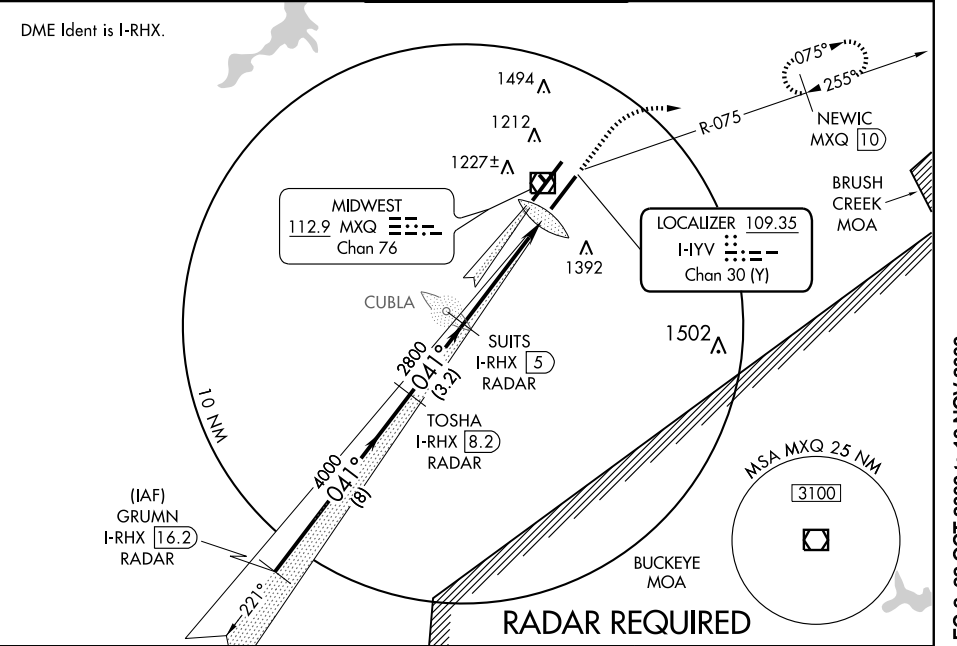 DME Ident is I-RHX.
1494
1212
1227±
075°
255°
R-075
NEWIC
MXQ 10
BRUSH
CREEK
MOA
MIDWEST
112.9 MXQ
Chan 76
LOCALIZER 109.35
I-IYV
Chan 30 (Y)
1392
CUBLA
SUITS
I-RHX 5
RADAR
1502
2800
041°
(3.2)
10 NM
TOSHA
I-RHX 8.2
RADAR
4000
041°
(8)
(IAF)
GRUMN
I-RHX 16.2
RADAR
221°
MSA MXQ 25 NM
3100
BUCKEYE
MOA
RADAR REQUIRED